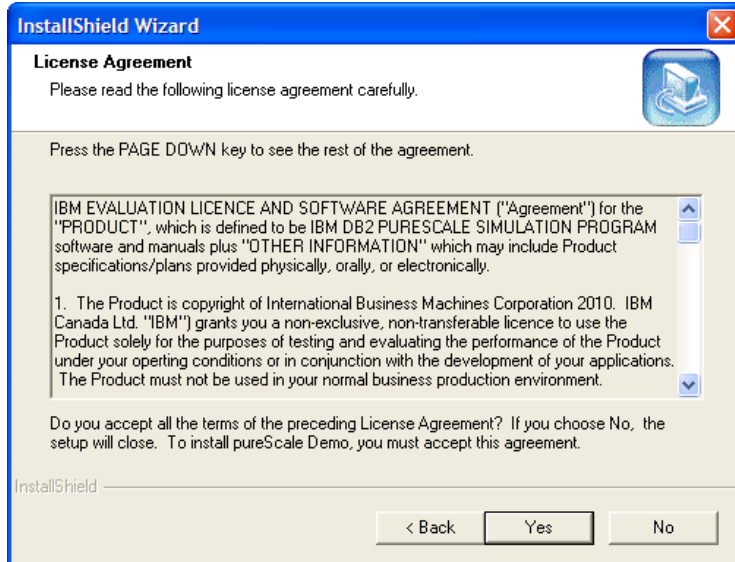 InstallShield Wizard
License Agreement
Please read the following license agreement carefully.
Press the PAGE DOWN key to see the rest of the agreement.
IBM EVALUATION LICENCE AND SOFTWARE AGREEMENT ("Agreement") for the
"PRODUCT", which is defined to be IBM DB2 PURESCALE SIMULATION PROGRAM
software and manuals plus "OTHER INFORMATION" which may include Product
specifications/plans provided physically, orally, or electronically.
1. The Product is copyright of International Business Machines Corporation 2010. IBM
Canada Ltd. "IBM") grants you a non-exclusive, non-transferable licence to use the
Product solely for the purposes of testing and evaluating the performance of the Product
under your operting conditions or in conjunction with the development of your applications.
The Product must not be used in your normal business production environment.
Do you accept all the terms of the preceding License Agreement? If you choose No, the
setup will close. To install pureScale Demo, you must accept this agreement.
InstallShield
< Back Yes No